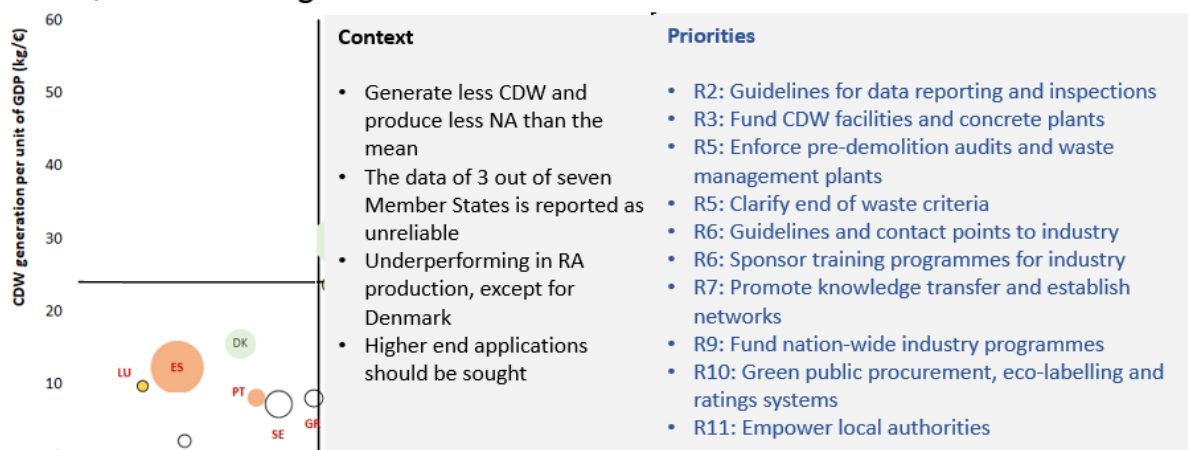 60
50
40
30
20
10
CDW generation per unit of GDP (kg/€)
LU
ES
DK
PT
SE
GR
Context
• Generate less CDW and
produce less NA than the
mean
• The data of 3 out of seven
Member States is reported as
unreliable
• Underperforming in RA
production, except for
Denmark
• Higher end applications
should be sought
Priorities
• R2: Guidelines for data reporting and inspections
• R3: Fund CDW facilities and concrete plants
• R5: Enforce pre-demolition audits and waste
management plants
• R5: Clarify end of waste criteria
• R6: Guidelines and contact points to industry
• R6: Sponsor training programmes for industry
• R7: Promote knowledge transfer and establish
networks
• R9: Fund nation-wide industry programmes
• R10: Green public procurement, eco-labelling and
ratings systems
• R11: Empower local authorities